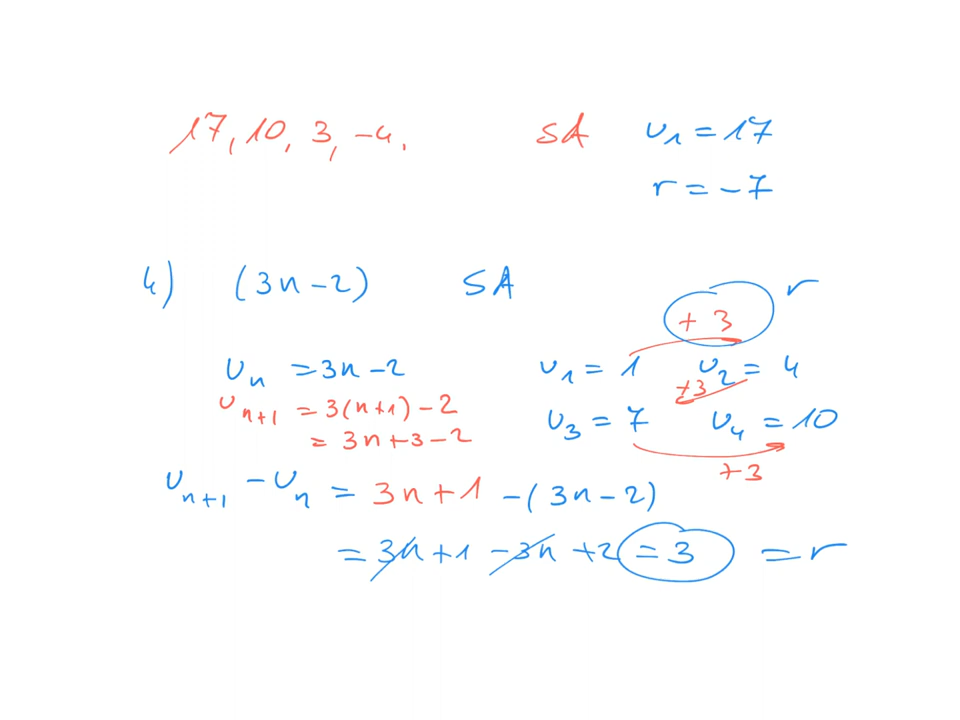 17, 10, 3, -4, SA U₁ = 17
r = -7
4) (3n-2) SA
+3 r
Uₙ = 3n-2 U₁ = 1 U₂ = 4
+3
Uₙ₊₁ = 3(n+1)-2
= 3n+3-2
U₃ = 7 U₄ = 10
+3
Uₙ₊₁ - Uₙ = 3n+1 -(3n-2)
= 3n+1 -3n +2 = 3 = r